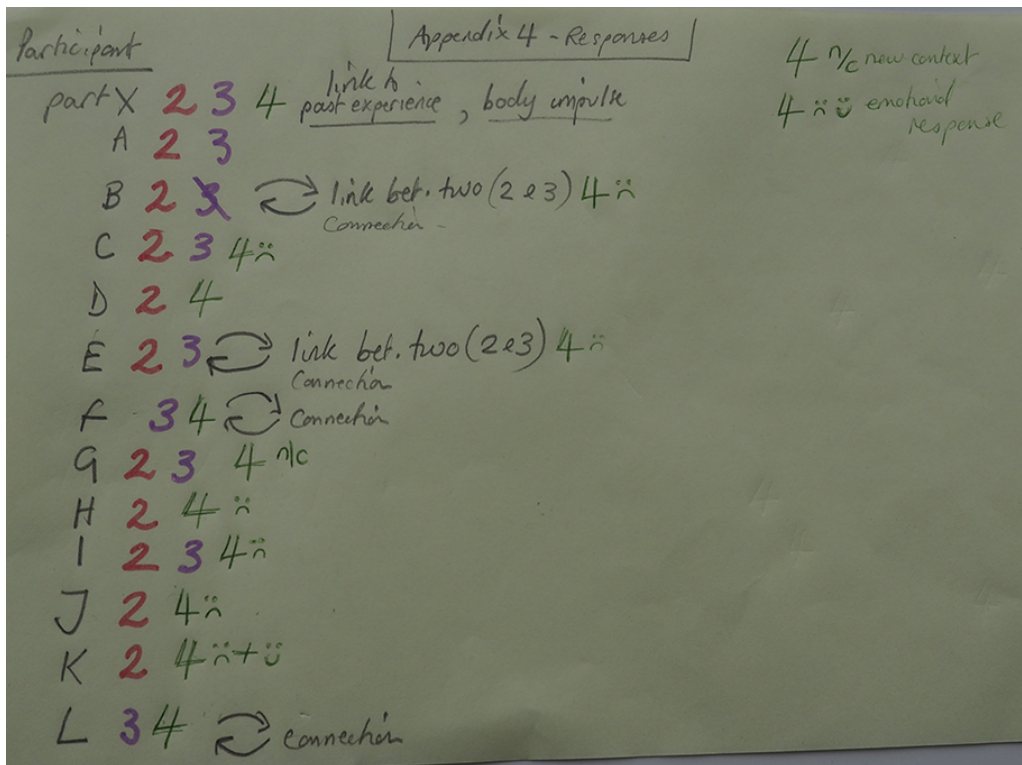 Appendix 4 - Responses
Participant
4 n/c new context
4 ☹ ☺ emotional
response
part X 2 3 4 link to
past experience, body impulse
A 2 3
B 2 3 link bet. two (2 e 3) 4 ☹
Connection -
C 2 3 4 ☹
D 2 4
E 2 3 link bet. two (2 e 3) 4 ☹
Connection
F 3 4 connection
G 2 3 4 n/c
H 2 4 ☹
I 2 3 4 ☹
J 2 4 ☹
K 2 4 ☹ + ☺
L 3 4 connection